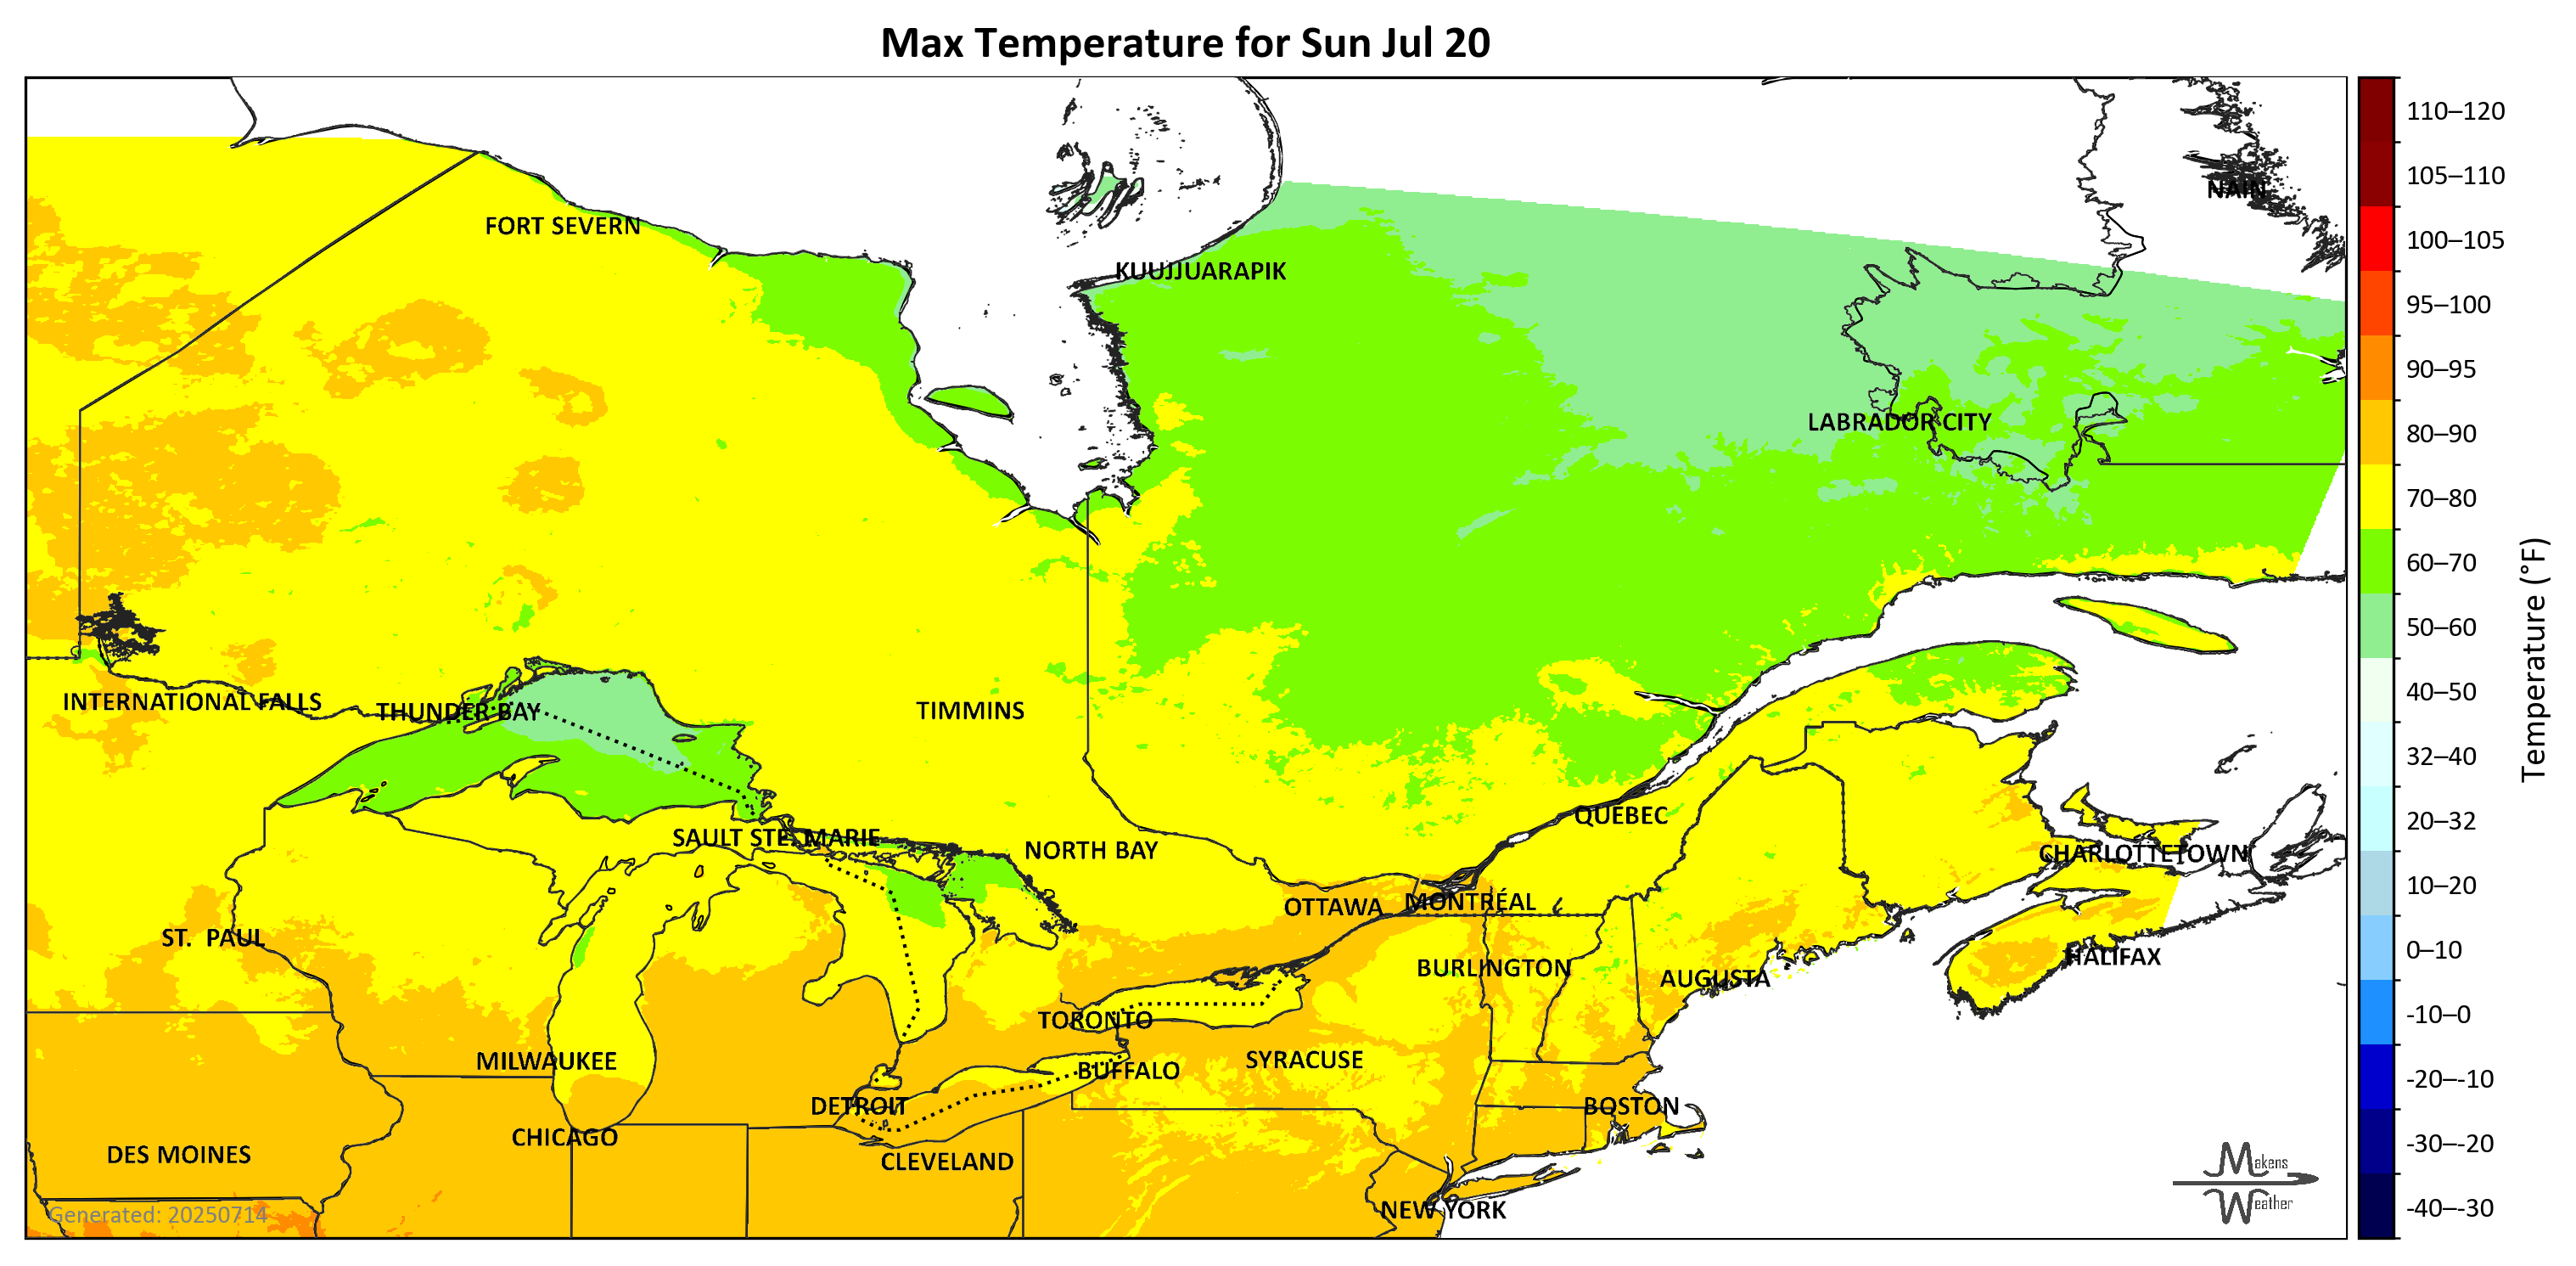 Max Temperature for Sun Jul 20
NAIN
FORT SEVERN
KUUJJUARAPIK
LABRADOR CITY
INTERNATIONAL FALLS
THUNDER BAY
TIMMINS
QUEBEC
SAULT STE. MARIE
NORTH BAY
CHARLOTTETOWN
OTTAWA
MONTRÉAL
ST.  PAUL
HALIFAX
BURLINGTON
AUGUSTA
TORONTO
MILWAUKEE
SYRACUSE
BUFFALO
DETROIT
BOSTON
CHICAGO
DES MOINES
CLEVELAND
NEW YORK
Generated: 20250714
Makens
Weather
110–120
105–110
100–105
95–100
90–95
80–90
70–80
60–70
50–60
40–50
32–40
20–32
10–20
0–10
-10–0
-20–-10
-30–-20
-40–-30
Temperature (°F)